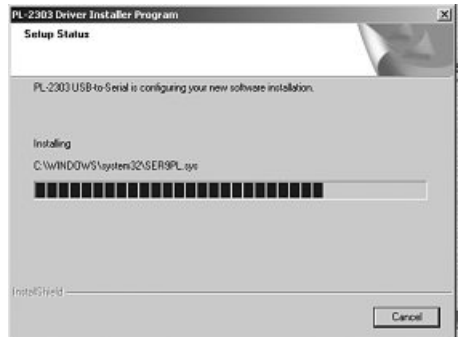 PL-2303 Driver Installer Program
Setup Status
PL-2303 USB-to-Serial is configuring your new software installation.
Installing
C:\WINDOWS\system32\SER9PL.sys
InstallShield
Cancel